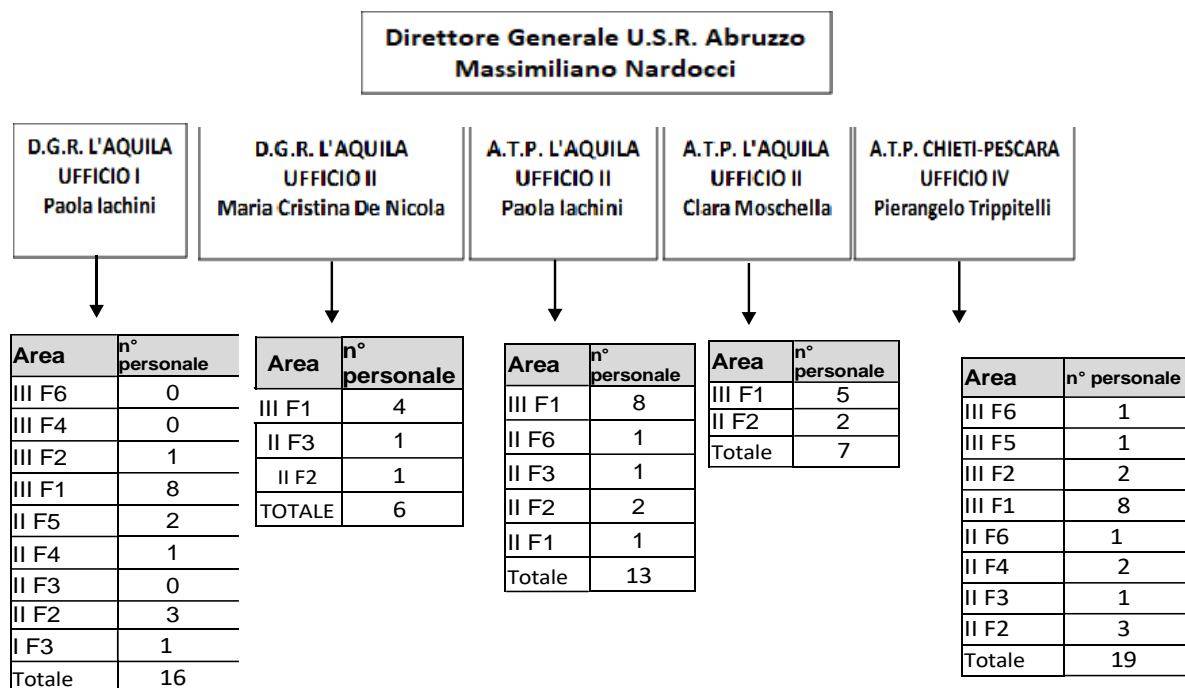 Direttore Generale U.S.R. Abruzzo
Massimiliano Nardocci
D.G.R. L'AQUILA
UFFICIO I
Paola Iachini
D.G.R. L'AQUILA
UFFICIO II
Maria Cristina De Nicola
A.T.P. L'AQUILA
UFFICIO II
Paola Iachini
A.T.P. L'AQUILA
UFFICIO II
Clara Moschella
A.T.P. CHIETI-PESCARA
UFFICIO IV
Pierangelo Trippitelli
Area n° personale
III F6 0
III F4 0
III F2 1
III F1 8
II F5 2
II F4 1
II F3 0
II F2 3
I F3 1
Totale 16
Area n° personale
III F1 4
II F3 1
II F2 1
TOTALE 6
Area n° personale
III F1 8
II F6 1
II F3 1
II F2 2
II F1 1
Totale 13
Area n° personale
III F1 5
II F2 2
Totale 7
Area n° personale
III F6 1
III F5 1
III F2 2
III F1 8
II F6 1
II F4 2
II F3 1
II F2 3
Totale 19